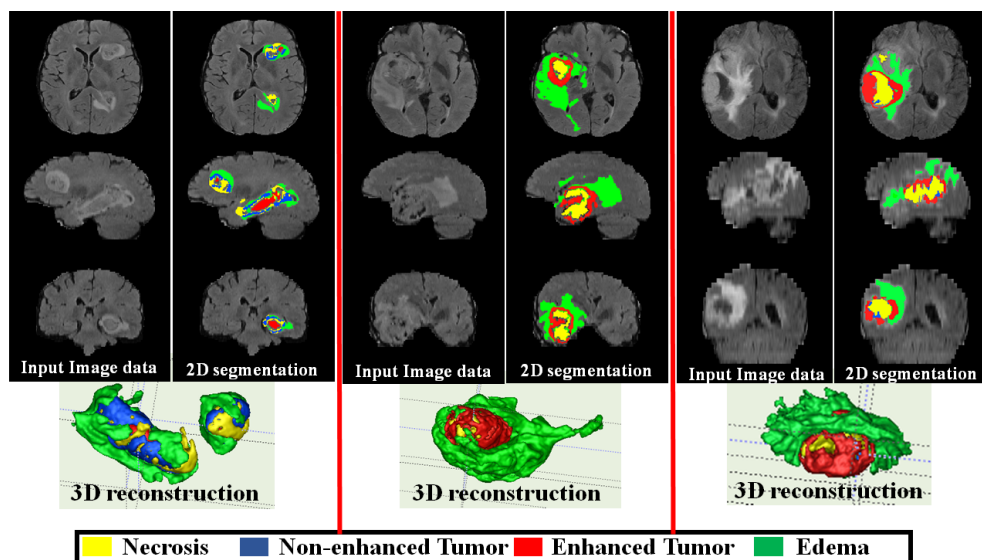 Input Image data 2D segmentation Input Image data 2D segmentation Input Image data 2D segmentation
3D reconstruction 3D reconstruction 3D reconstruction
Necrosis Non-enhanced Tumor Enhanced Tumor Edema